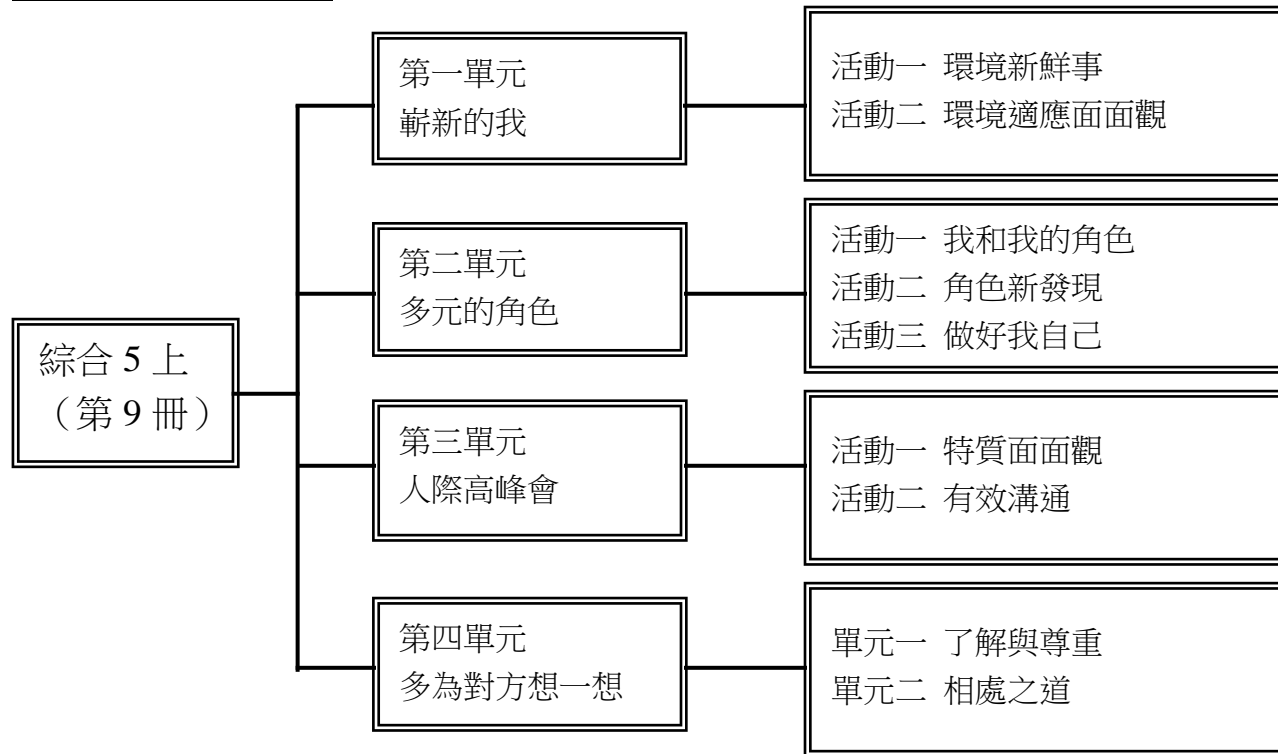 綜合 5 上
（第 9 冊）
第一單元
嶄新的我
活動一 環境新鮮事
活動二 環境適應面面觀
第二單元
多元的角色
活動一 我和我的角色
活動二 角色新發現
活動三 做好我自己
第三單元
人際高峰會
活動一 特質面面觀
活動二 有效溝通
第四單元
多為對方想一想
單元一 了解與尊重
單元二 相處之道